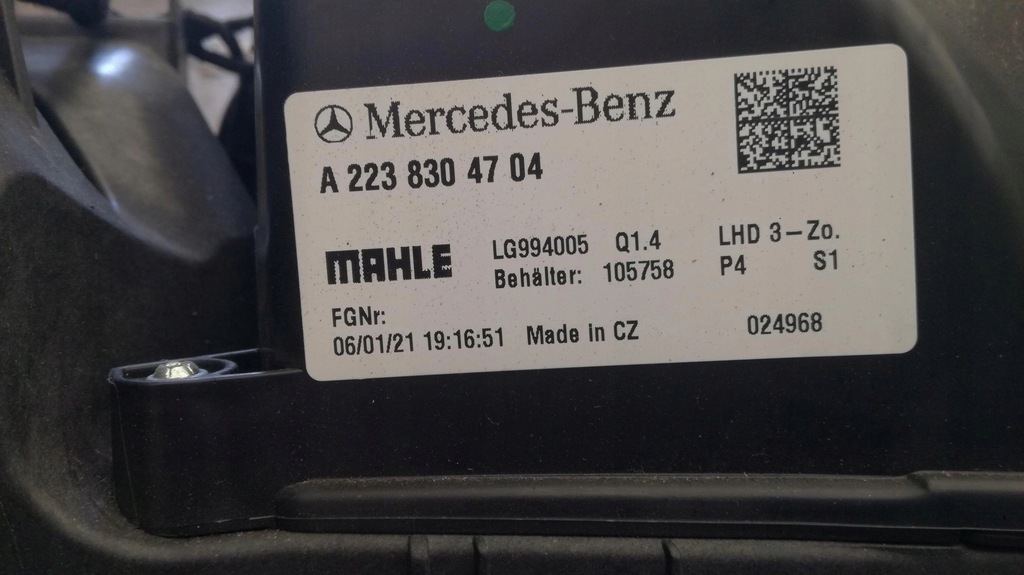 Mercedes-Benz
A 223 830 47 04
MAHLE LG994005 Q1.4 LHD 3-Zo.
Behälter: 105758 P4 S1
FGNr:
06/01/21 19:16:51 Made in CZ 024968